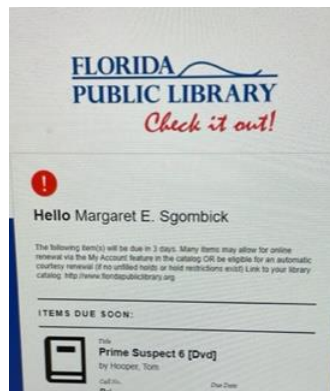 FLORIDA
PUBLIC LIBRARY
Check it out!
!
Hello Margaret E. Sgombick
The following item(s) will be due in 3 days. Many items may allow for online
renewal via the My Account feature in the catalog OR be eligible for an automatic
courtesy renewal (if no unfilled holds or hold restrictions exist) Link to your library
catalog: http://www.floridapubliclibrary.org
ITEMS DUE SOON:
Title
Prime Suspect 6 [Dvd]
by Hooper, Tom
Call No. Due Date